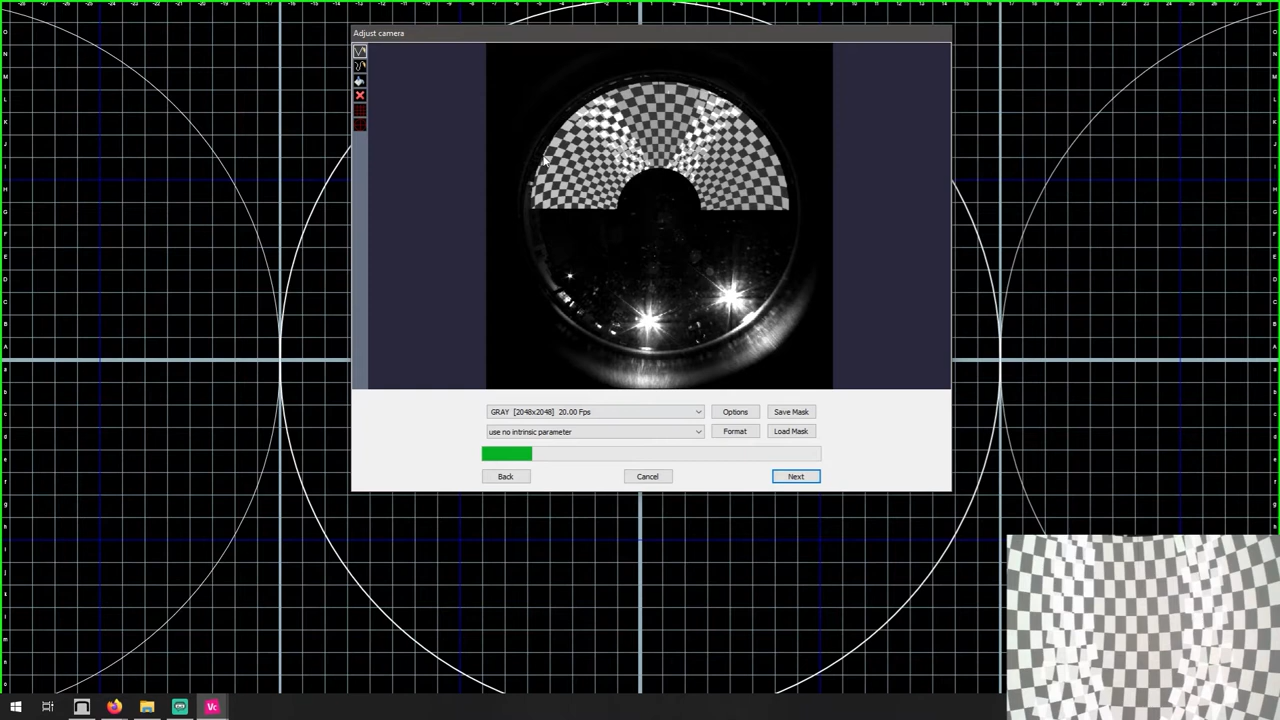 Adjust camera
GRAY [2048x2048] 20.00 Fps
Options
Save Mask
use no intrinsic parameter
Format
Load Mask
Back
Cancel
Next
Vc